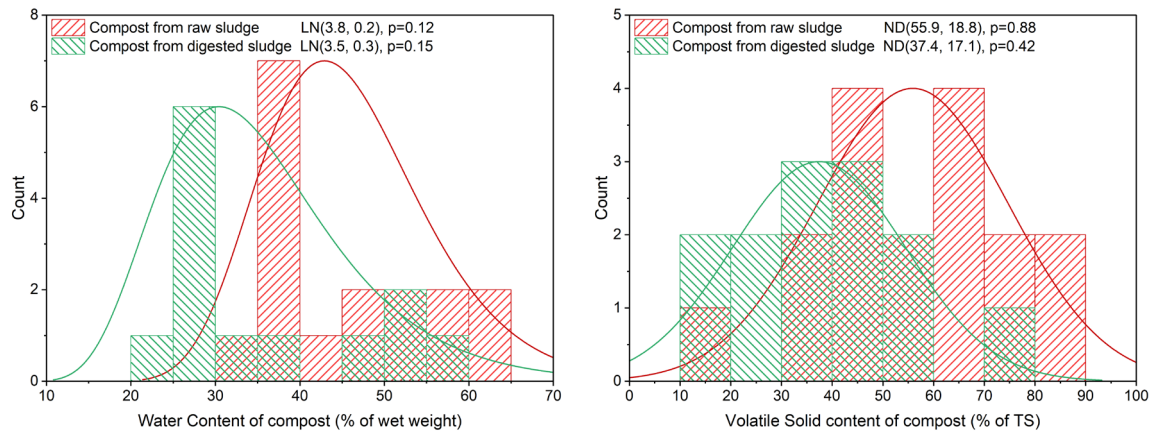 Compost from raw sludge LN(3.8, 0.2), p=0.12
Compost from digested sludge LN(3.5, 0.3), p=0.15
8
6
4
2
0
Count
10 20 30 40 50 60 70
Water Content of compost (% of wet weight)
Compost from raw sludge ND(55.9, 18.8), p=0.88
Compost from digested sludge ND(37.4, 17.1), p=0.42
5
4
3
2
1
0
Count
0 10 20 30 40 50 60 70 80 90 100
Volatile Solid content of compost (% of TS)